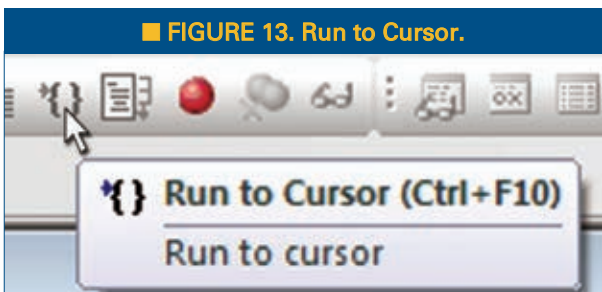 ■ FIGURE 13. Run to Cursor.
Run to Cursor (Ctrl+F10)
Run to cursor